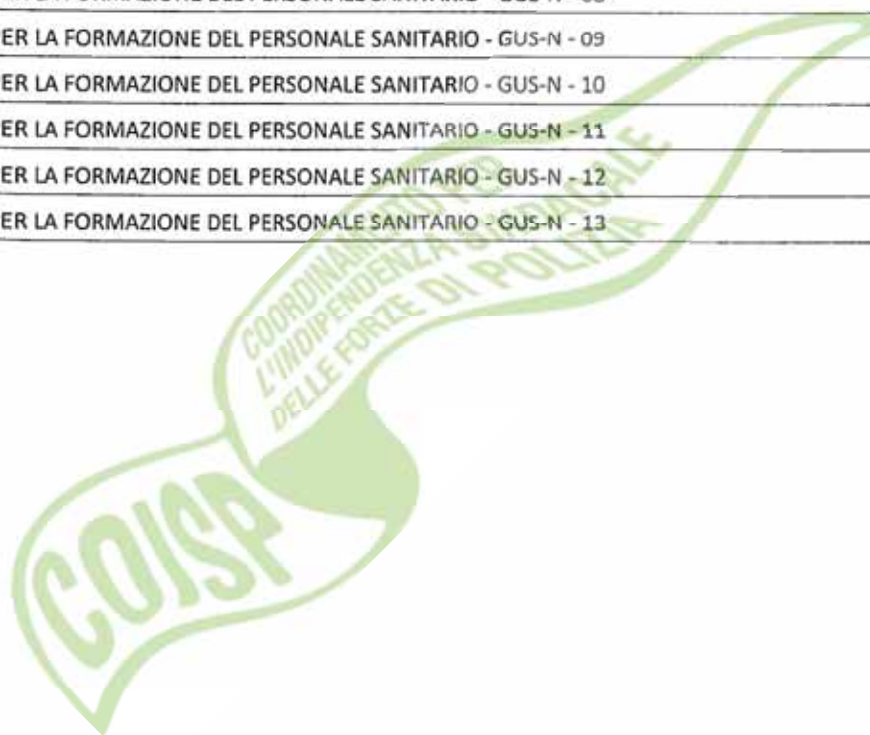 ER LA FORMAZIONE DEL PERSONALE SANITARIO - GUS-N - 09
ER LA FORMAZIONE DEL PERSONALE SANITARIO - GUS-N - 10
ER LA FORMAZIONE DEL PERSONALE SANITARIO - GUS-N - 11
ER LA FORMAZIONE DEL PERSONALE SANITARIO - GUS-N - 12
ER LA FORMAZIONE DEL PERSONALE SANITARIO - GUS-N - 13
COORDINAMENTO PER
L'INDIPENDENZA SINDACALE
DELLE FORZE DI POLIZIA
COISP